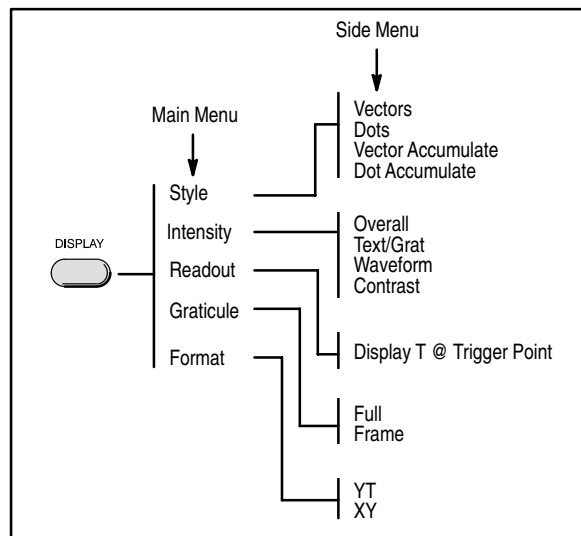 Side Menu
Main Menu
Vectors
Dots
Vector Accumulate
Dot Accumulate
Style
Intensity
Overall
Text/Grat
Waveform
Contrast
DISPLAY
Readout
Graticule
Display T @ Trigger Point
Format
Full
Frame
YT
XY